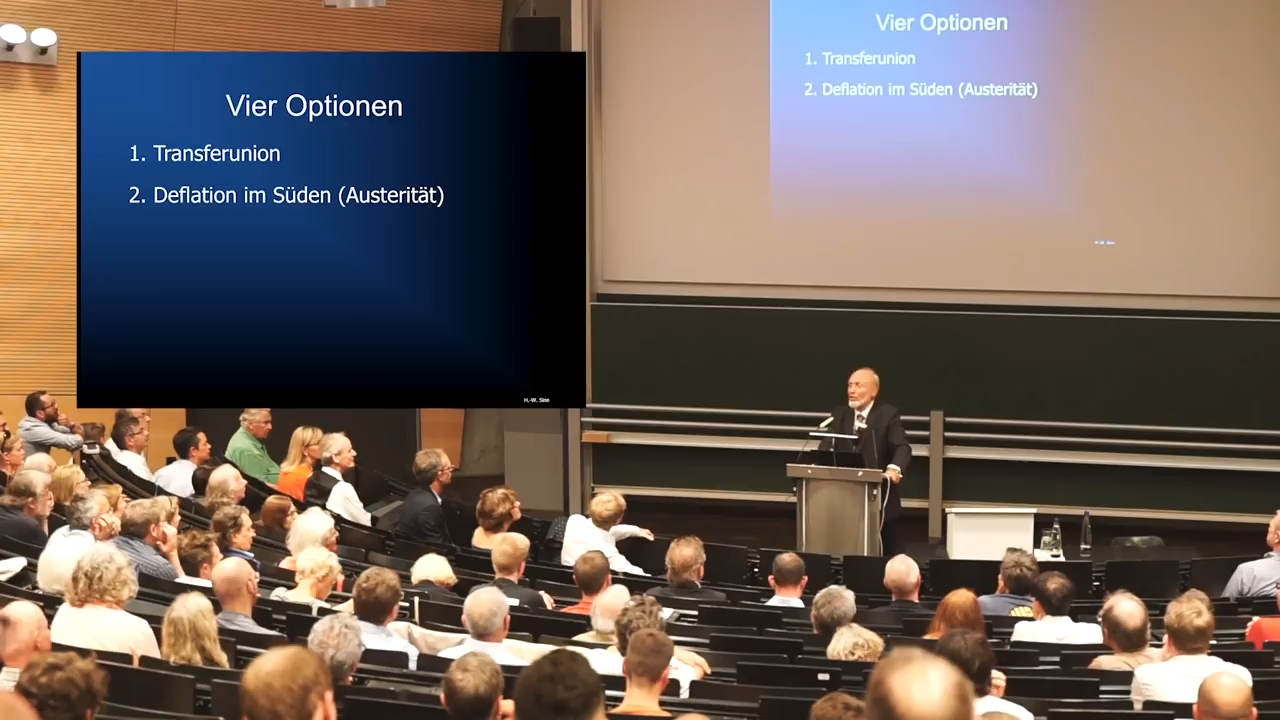 Vier Optionen
1. Transferunion
2. Deflation im Süden (Austerität)
H.-W. Sinn
Vier Optionen
1. Transferunion
2. Deflation im Süden (Austerität)
H.-W. Sinn